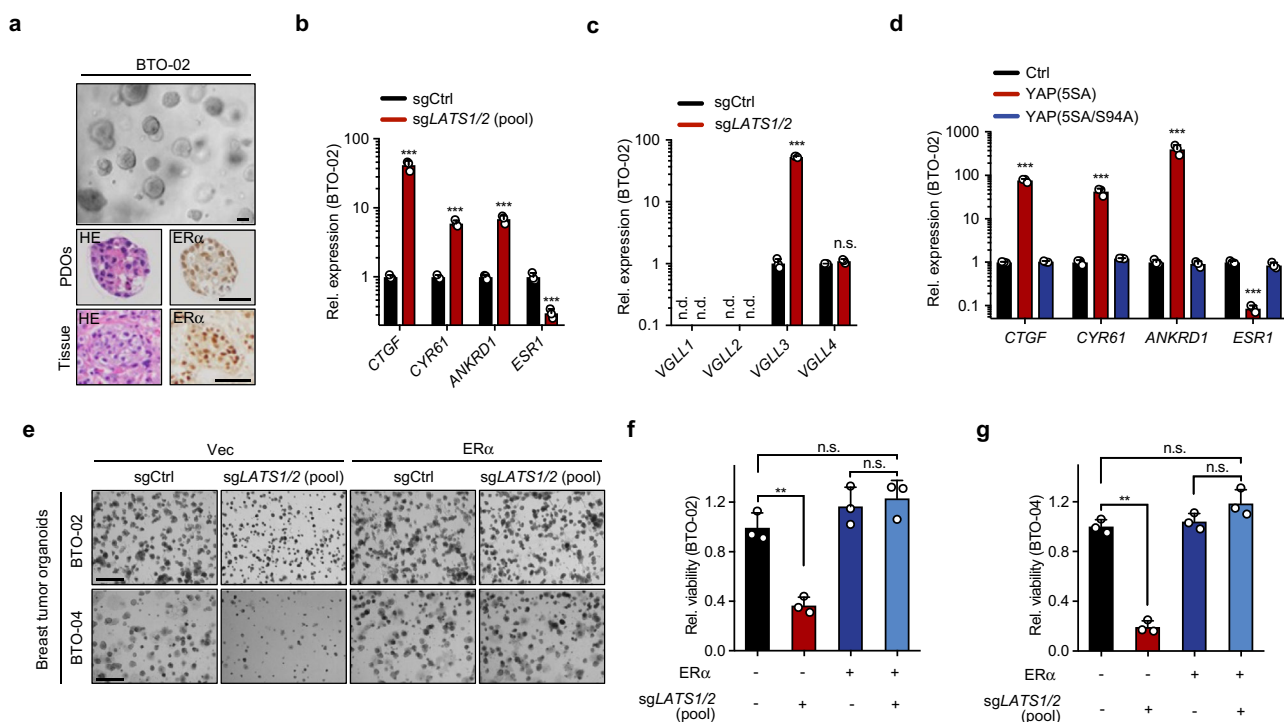 a
BTO-02
HE
ERα
PDOs
HE
ERα
Tissue
b
sgCtrl
sgLATS1/2 (pool)
Rel. expression (BTO-02)
100
10
1
***
***
***
***
CTGF
CYR61
ANKRD1
ESR1
c
sgCtrl
sgLATS1/2
Rel. expression (BTO-02)
100
10
1
0.1
n.d.
n.d.
n.d.
n.d.
***
n.s.
VGLL1
VGLL2
VGLL3
VGLL4
d
Ctrl
YAP(5SA)
YAP(5SA/S94A)
Rel. expression (BTO-02)
1000
100
10
1
0.1
***
***
***
***
CTGF
CYR61
ANKRD1
ESR1
e
Vec
ERα
sgCtrl
sgLATS1/2 (pool)
sgCtrl
sgLATS1/2 (pool)
Breast tumor organoids
BTO-02
BTO-04
f
n.s.
n.s.
**
Rel. viability (BTO-02)
1.2
0.8
0.4
0.0
ERα
- - + +
sgLATS1/2
(pool)
- + - +
g
n.s.
n.s.
**
Rel. viability (BTO-04)
1.2
0.8
0.4
0.0
ERα
- - + +
sgLATS1/2
(pool)
- + - +